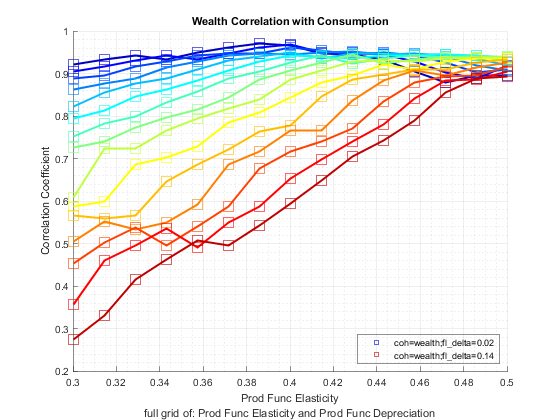 Wealth Correlation with Consumption
1
0.9
0.8
0.7
0.6
0.5
0.4
0.3
0.2
Correlation Coefficient
coh=wealth;fl_delta=0.02
coh=wealth;fl_delta=0.14
0.3 0.32 0.34 0.36 0.38 0.4 0.42 0.44 0.46 0.48 0.5
Prod Func Elasticity
full grid of: Prod Func Elasticity and Prod Func Depreciation